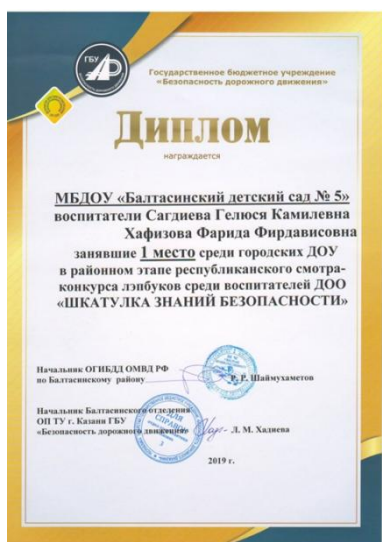 ГБУ
Государственное бюджетное учреждение
«Безопасность дорожного движения»
Диплом
награждается
МБДОУ «Балтасинский детский сад № 5»
воспитатели Сагдиева Гелюся Камилевна
Хафизова Фарида Фирдависовна
занявшие 1 место среди городских ДОУ
в районном этапе республиканского смотра-
конкурса лэпбуков среди воспитателей ДОО
«ШКАТУЛКА ЗНАНИЙ БЕЗОПАСНОСТИ»
Начальник ОГИБДД ОМВД РФ
по Балтасинскому району Р. Р. Шаймухаметов
Начальник Балтасинского отделения
ОП ТУ г. Казани ГБУ
«Безопасность дорожного движения» Л. М. Хадиева
ДЛЯ
СПРАВОК
2019 г.